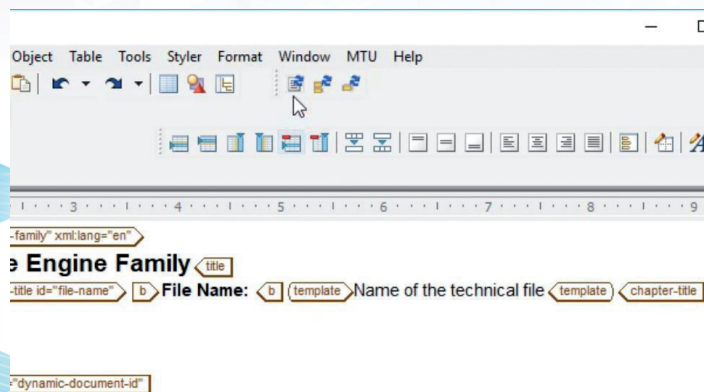 Object Table Tools Styler Format Window MTU Help
3 4 5 6 7 8 9
-family" xml:lang="en"
e Engine Family title
-title id="file-name" b File Name: b template Name of the technical file template chapter-title
="dynamic-document-id"